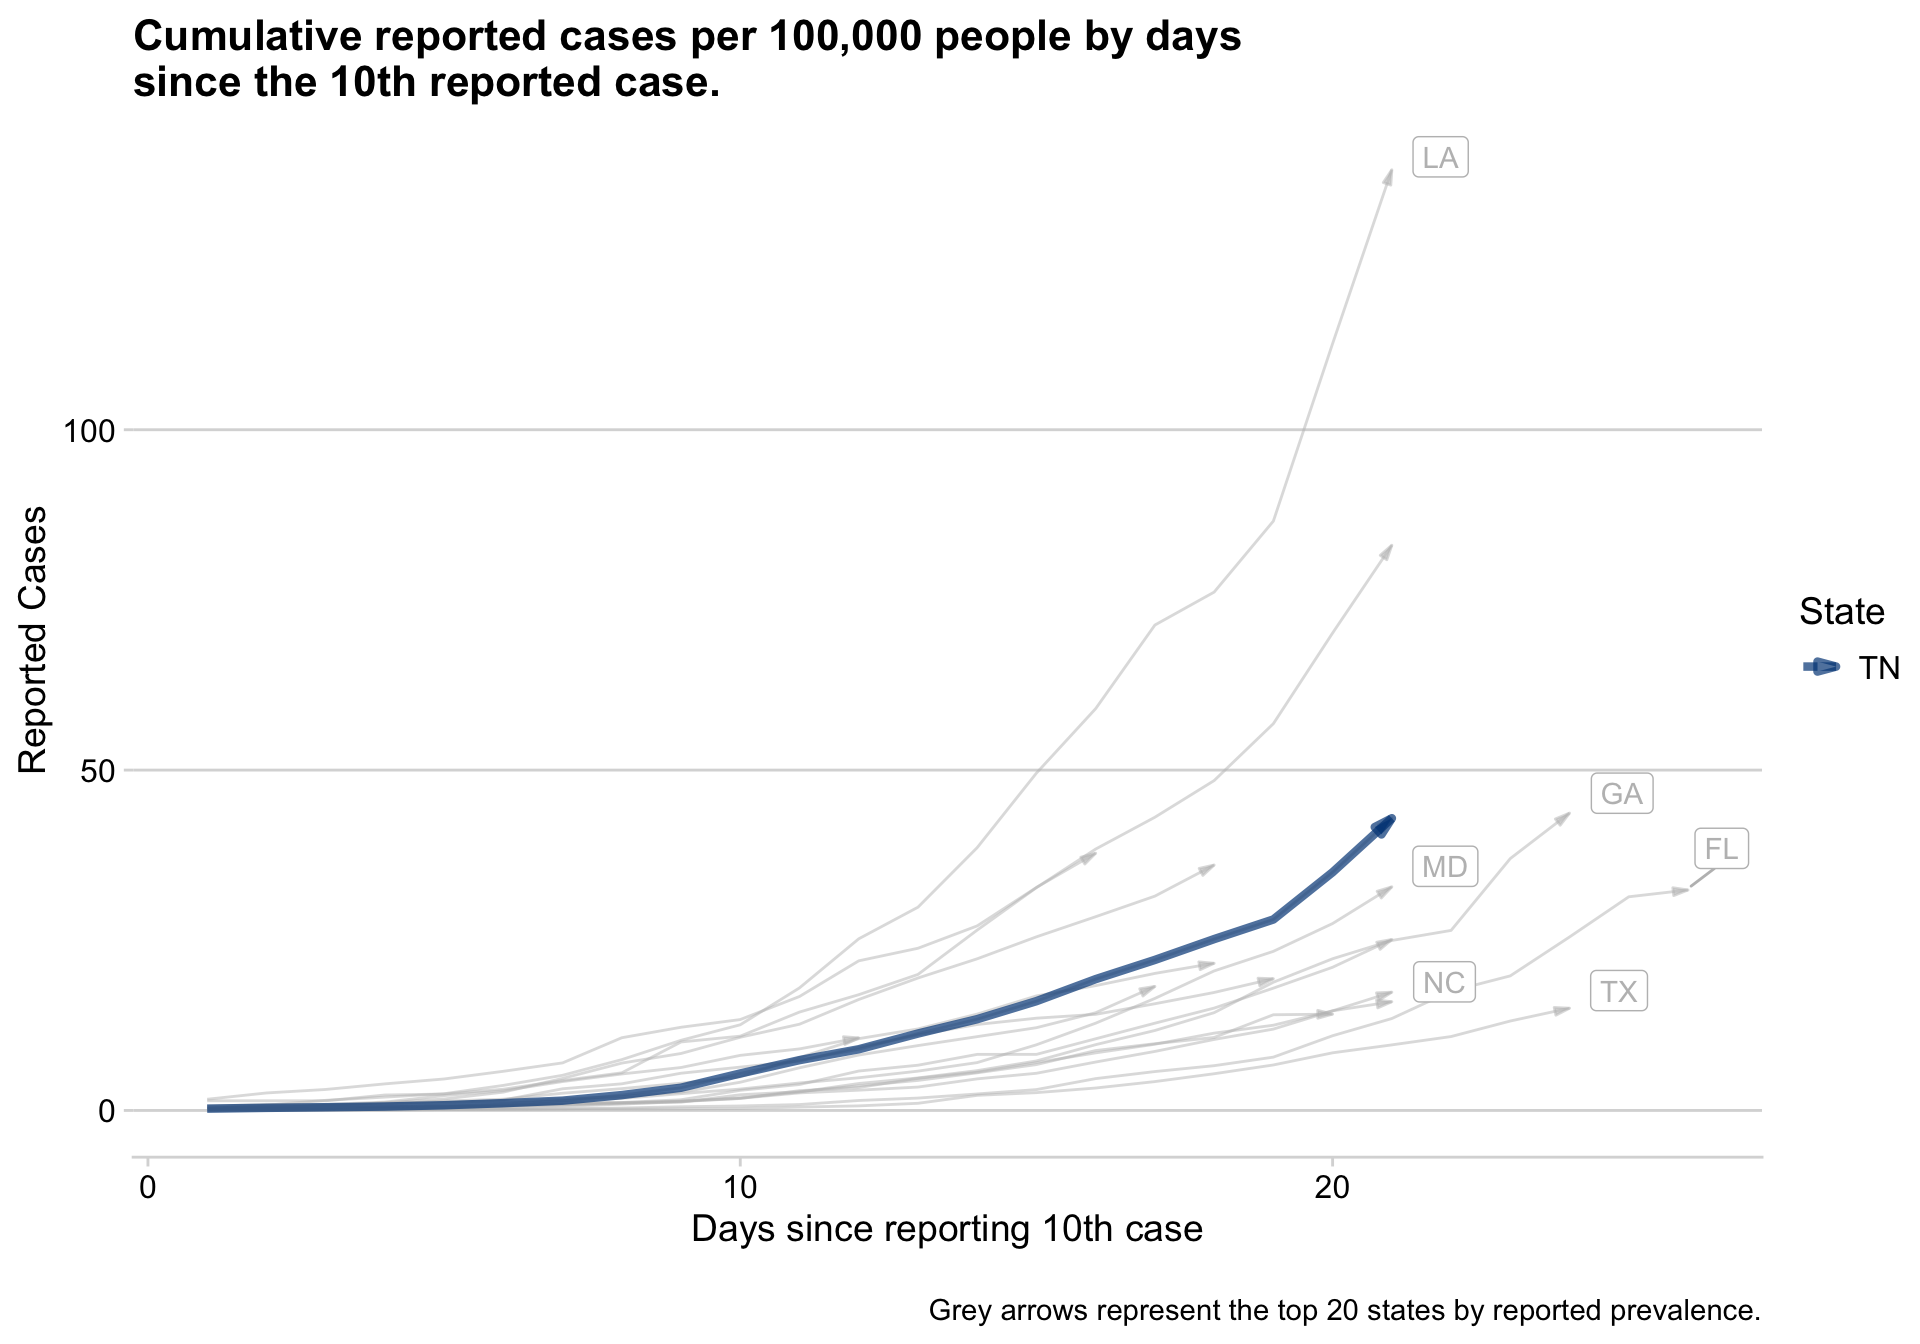 Cumulative reported cases per 100,000 people by days
since the 10th reported case.
LA
100
Reported Cases
State
TN
50
GA
FL
MD
NC
TX
0
0
10
20
Days since reporting 10th case
Grey arrows represent the top 20 states by reported prevalence.